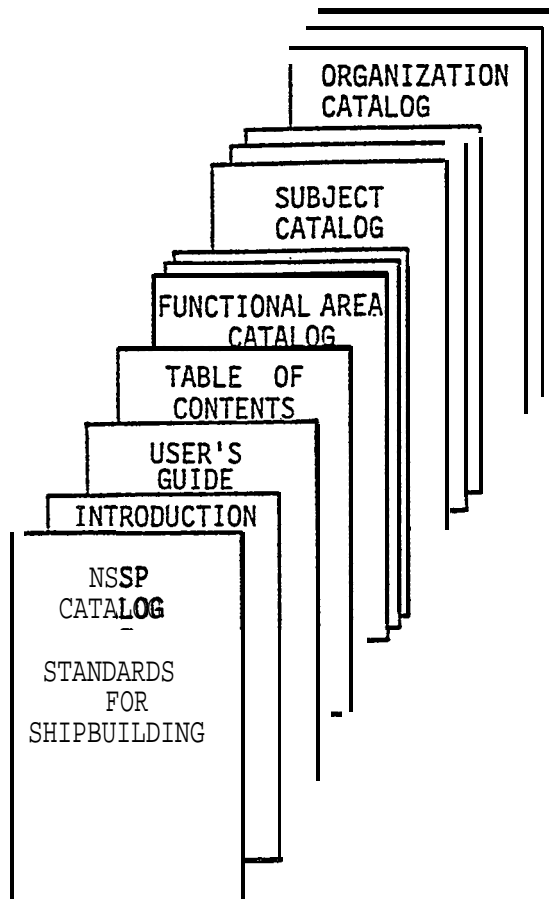 ORGANIZATION
CATALOG
SUBJECT
CATALOG
FUNCTIONAL AREA
CATALOG
TABLE OF
CONTENTS
USER'S
GUIDE
INTRODUCTION
NSSP
CATALOG
STANDARDS
FOR
SHIPBUILDING